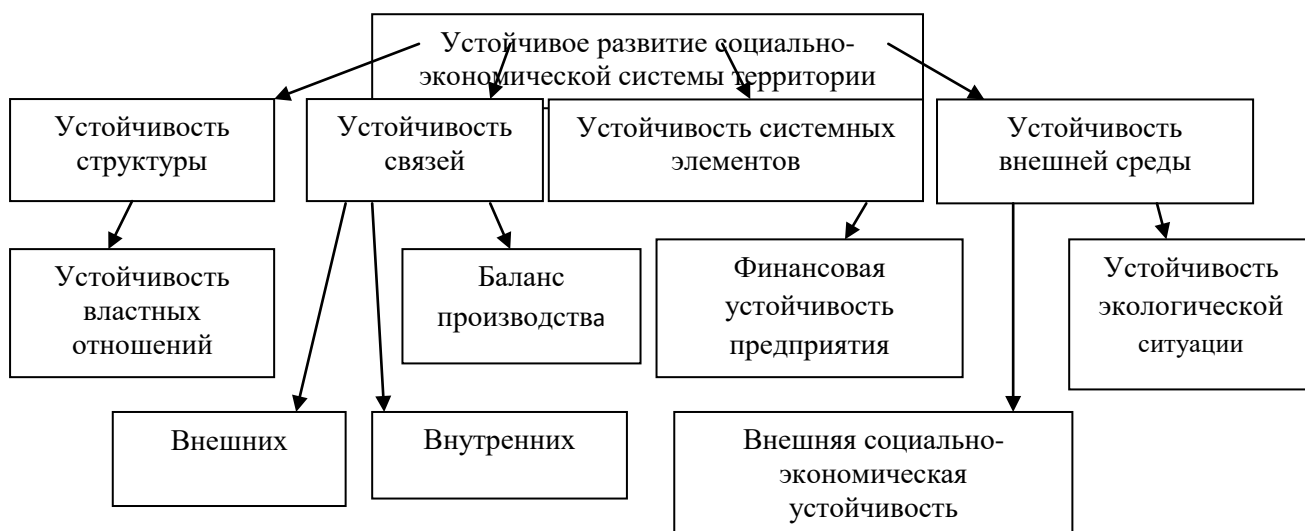 Устойчивое развитие социально-
экономической системы территории
Устойчивость
структуры
Устойчивость
связей
Устойчивость системных
элементов
Устойчивость
внешней среды
Устойчивость
властных
отношений
Баланс
производства
Финансовая
устойчивость
предприятия
Устойчивость
экологической
ситуации
Внешних
Внутренних
Внешняя социально-
экономическая
устойчивость